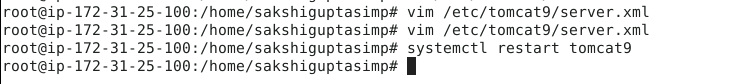 root@ip-172-31-25-100:/home/sakshiguptasimp# vim /etc/tomcat9/server.xml
root@ip-172-31-25-100:/home/sakshiguptasimp# vim /etc/tomcat9/server.xml
root@ip-172-31-25-100:/home/sakshiguptasimp# systemctl restart tomcat9
root@ip-172-31-25-100:/home/sakshiguptasimp#